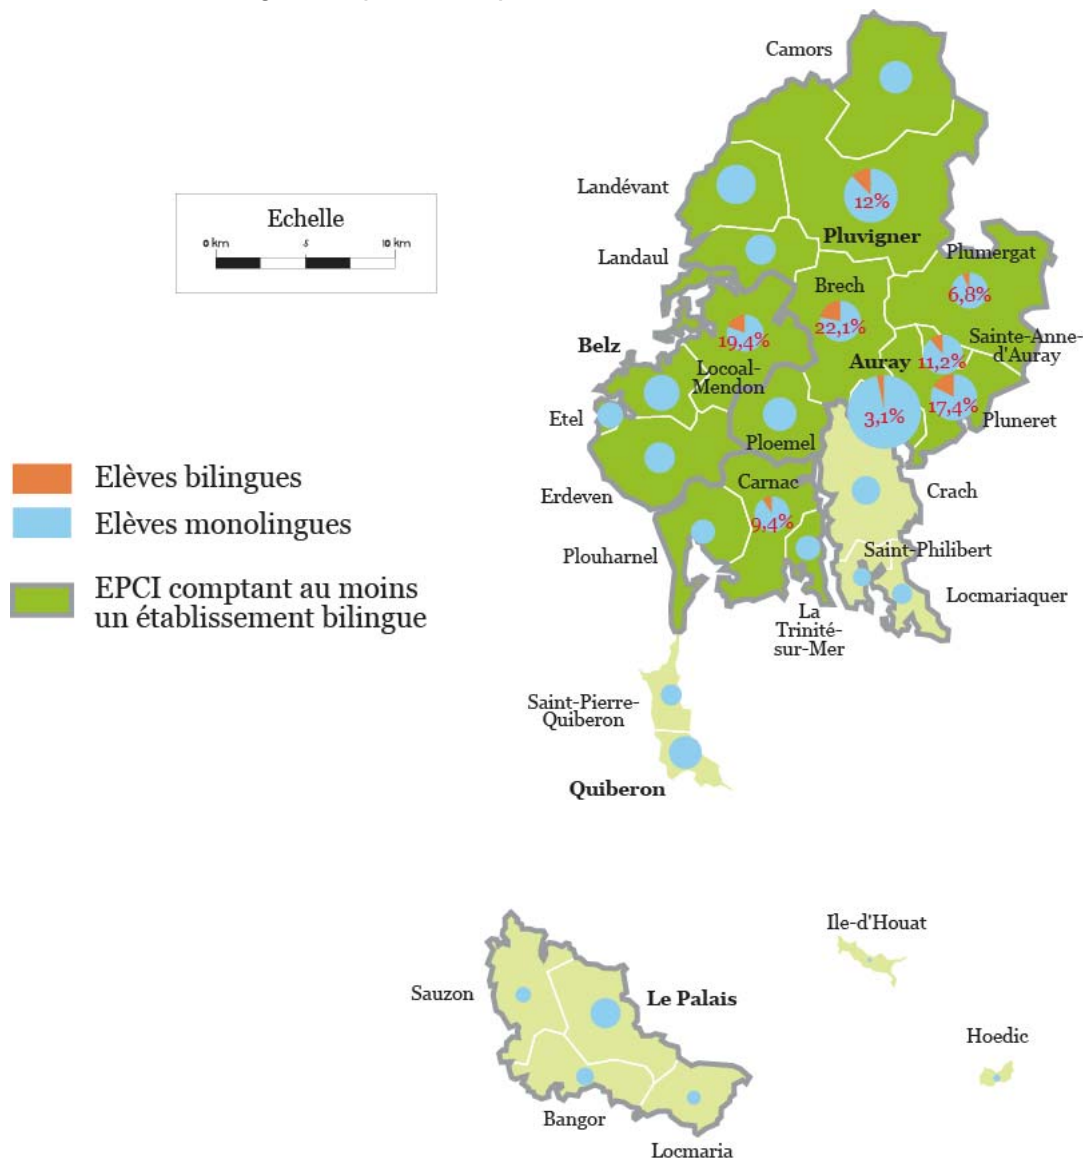 Camors
Landévant
12%
Pluvigner
Echelle
0 km 5 10 km
Landaul
Plumergat
6,8%
Brech
22,1%
Belz
19,4%
Locoal-
Mendon
Auray
11,2%
Sainte-Anne-
d'Auray
Etel
3,1%
17,4%
Pluneret
Ploemel
Elèves bilingues
Erdeven
Carnac
9,4%
Crach
Elèves monolingues
Plouharnel
Saint-Philibert
EPCI comptant au moins
un établissement bilingue
Locmariaquer
La
Trinité-
sur-Mer
Saint-Pierre-
Quiberon
Quiberon
Ile-d'Houat
Sauzon
Le Palais
Hoedic
Bangor
Locmaria